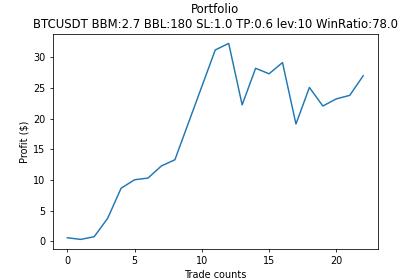 Portfolio
BTCUSDT BBM:2.7 BBL:180 SL:1.0 TP:0.6 lev:10 WinRatio:78.0
30
25
20
15
10
5
0
Profit ($)
0 5 10 15 20
Trade counts